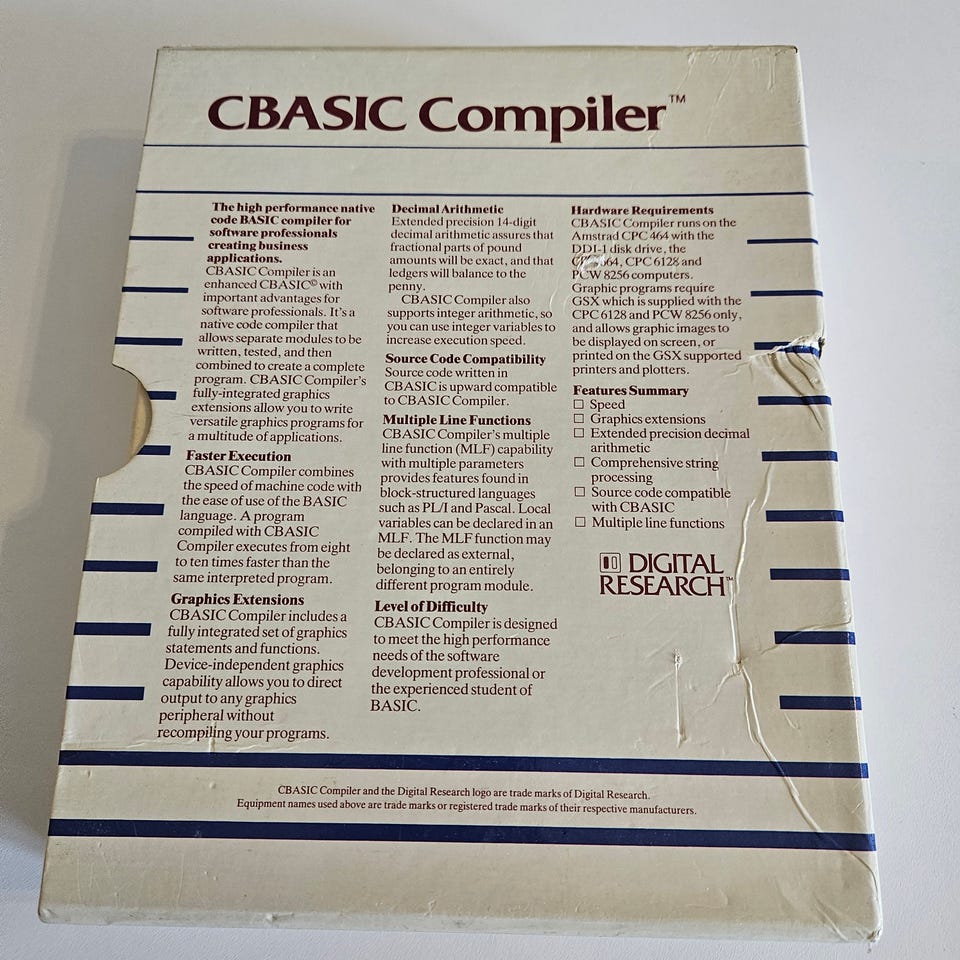 CBASIC Compiler™
The high performance native
code BASIC compiler for
software professionals
creating business
applications.
CBASIC Compiler is an
enhanced CBASIC© with
important advantages for
software professionals. It's a
native code compiler that
allows separate modules to be
written, tested, and then
combined to create a complete
program. CBASIC Compiler's
fully-integrated graphics
extensions allow you to write
versatile graphics programs for
a multitude of applications.
Faster Execution
CBASIC Compiler combines
the speed of machine code with
the ease of use of the BASIC
language. A program
compiled with CBASIC
Compiler executes from eight
to ten times faster than the
same interpreted program.
Graphics Extensions
CBASIC Compiler includes a
fully integrated set of graphics
statements and functions.
Device-independent graphics
capability allows you to direct
output to any graphics
peripheral without
recompiling your programs.
Decimal Arithmetic
Extended precision 14-digit
decimal arithmetic assures that
fractional parts of pound
amounts will be exact, and that
ledgers will balance to the
penny.
CBASIC Compiler also
supports integer arithmetic, so
you can use integer variables to
increase execution speed.
Source Code Compatibility
Source code written in
CBASIC is upward compatible
to CBASIC Compiler.
Multiple Line Functions
CBASIC Compiler's multiple
line function (MLF) capability
with multiple parameters
provides features found in
block-structured languages
such as PL/I and Pascal. Local
variables can be declared in an
MLF. The MLF function may
be declared as external,
belonging to an entirely
different program module.
Level of Difficulty
CBASIC Compiler is designed
to meet the high performance
needs of the software
development professional or
the experienced student of
BASIC.
Hardware Requirements
CBASIC Compiler runs on the
Amstrad CPC 464 with the
DDI-1 disk drive, the
CPC 6128 and
PCW 8256 computers.
Graphic programs require
GSX which is supplied with the
CPC 6128 and PCW 8256 only,
and allows graphic images to
be displayed on screen, or
printed on the GSX supported
printers and plotters.
Features Summary
☐ Speed
☐ Graphics extensions
☐ Extended precision decimal
arithmetic
☐ Comprehensive string
processing
☐ Source code compatible
with CBASIC
☐ Multiple line functions
DIGITAL
RESEARCH™
CBASIC Compiler and the Digital Research logo are trade marks of Digital Research.
Equipment names used above are trade marks or registered trade marks of their respective manufacturers.